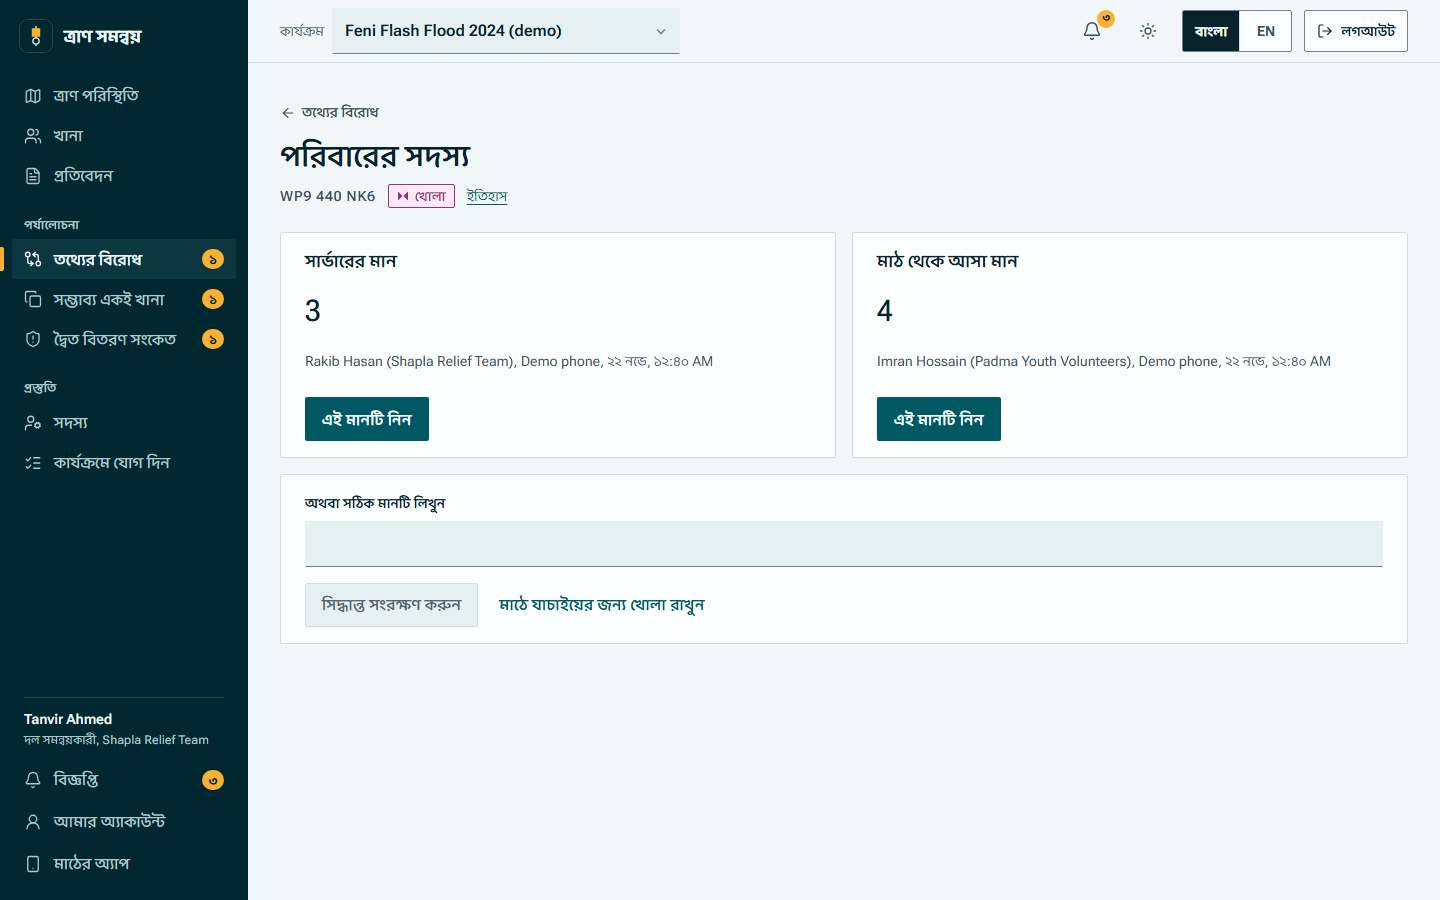 ত্রাণ সমন্বয়
ত্রাণ পরিস্থিতি
খানা
প্রতিবেদন
পর্যালোচনা
তথ্যের বিরোধ ১
সম্ভাব্য একই খানা ১
দ্বৈত বিতরণ সংকেত ১
প্রস্তুতি
সদস্য
কার্যক্রমে যোগ দিন
Tanvir Ahmed
দল সমন্বয়কারী, Shapla Relief Team
বিজ্ঞপ্তি ৩
আমার অ্যাকাউন্ট
মাঠের অ্যাপ
কার্যক্রম Feni Flash Flood 2024 (demo) ৩ বাংলা EN লগআউট
তথ্যের বিরোধ
পরিবারের সদস্য
WP9 440 NK6 খোলা ইতিহাস
সার্ভারের মান
3
Rakib Hasan (Shapla Relief Team), Demo phone, ২২ নভে, ১২:৪০ AM
এই মানটি নিন
মাঠ থেকে আসা মান
4
Imran Hossain (Padma Youth Volunteers), Demo phone, ২২ নভে, ১২:৪০ AM
এই মানটি নিন
অথবা সঠিক মানটি লিখুন
সিদ্ধান্ত সংরক্ষণ করুন মাঠে যাচাইয়ের জন্য খোলা রাখুন